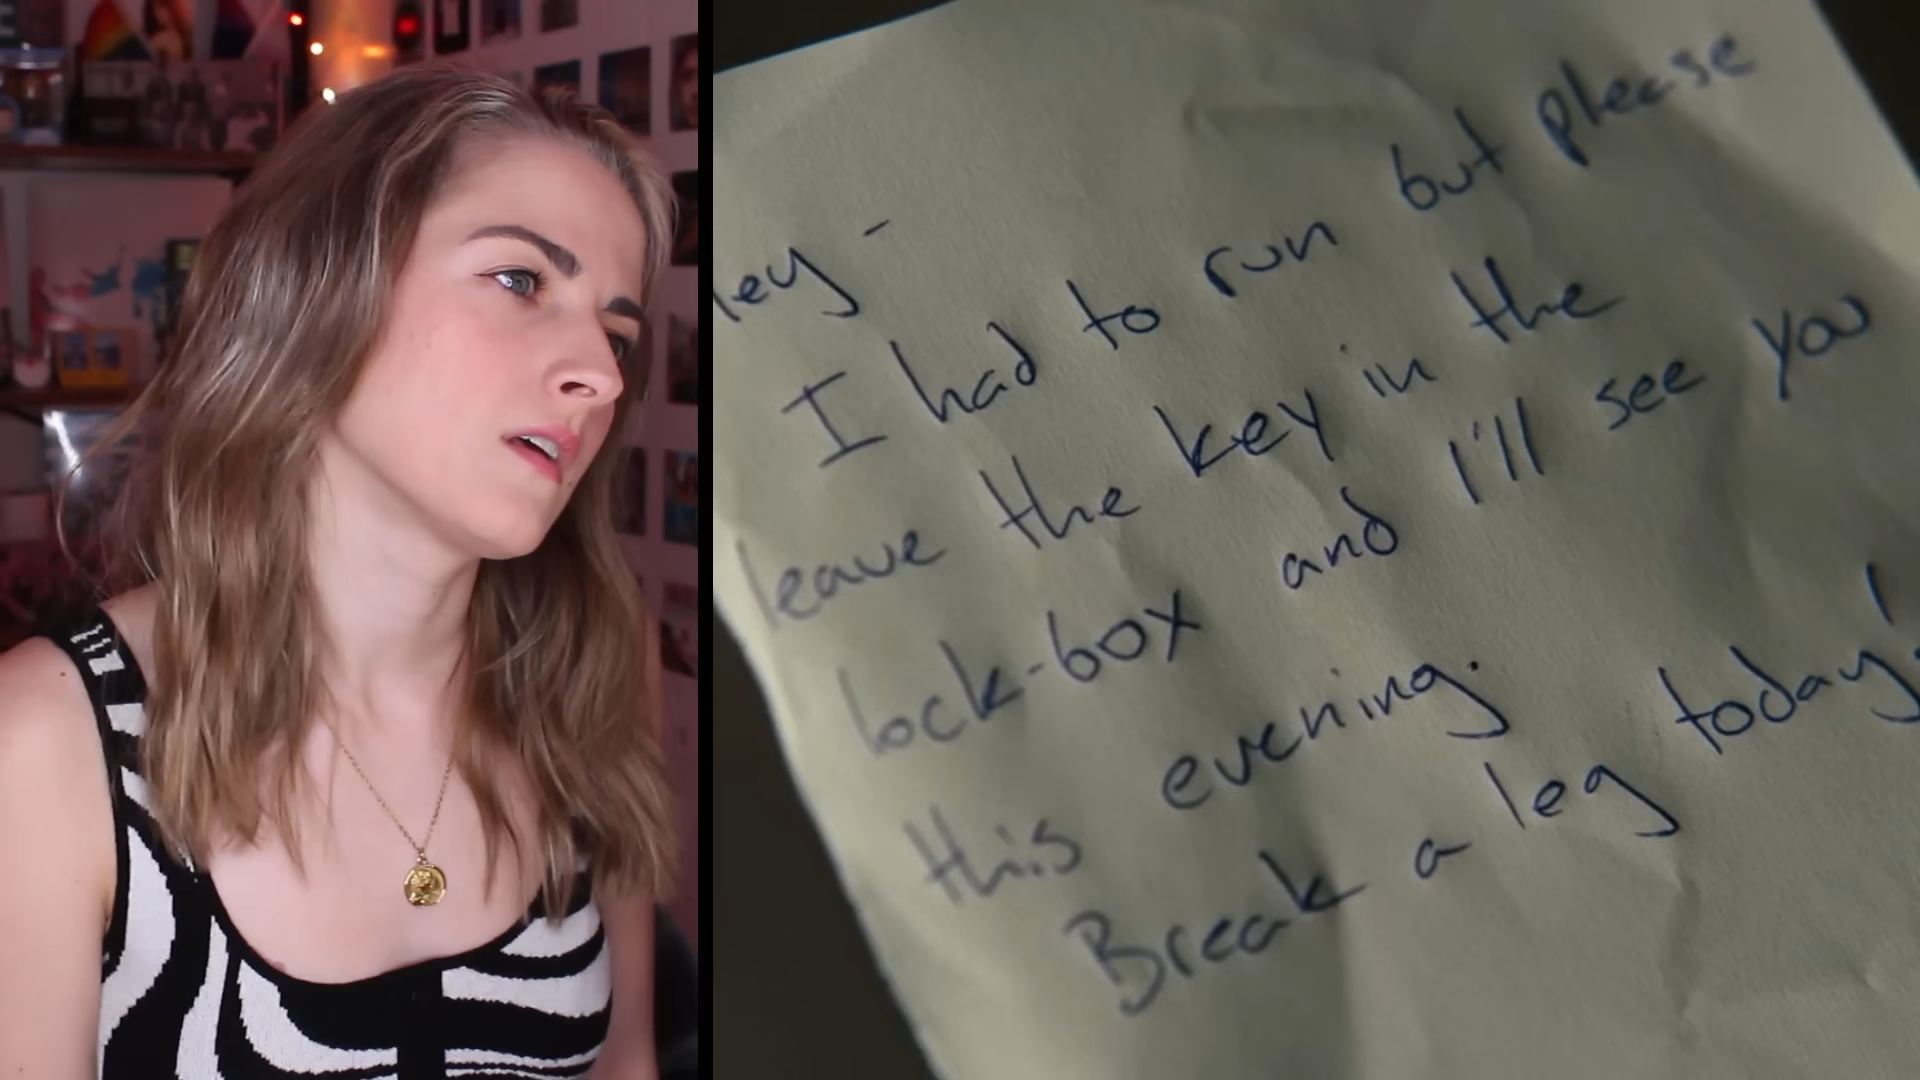 ley -
I had to run but please
leave the key in the
lock-box and I'll see you
this evening.
Break a leg today!